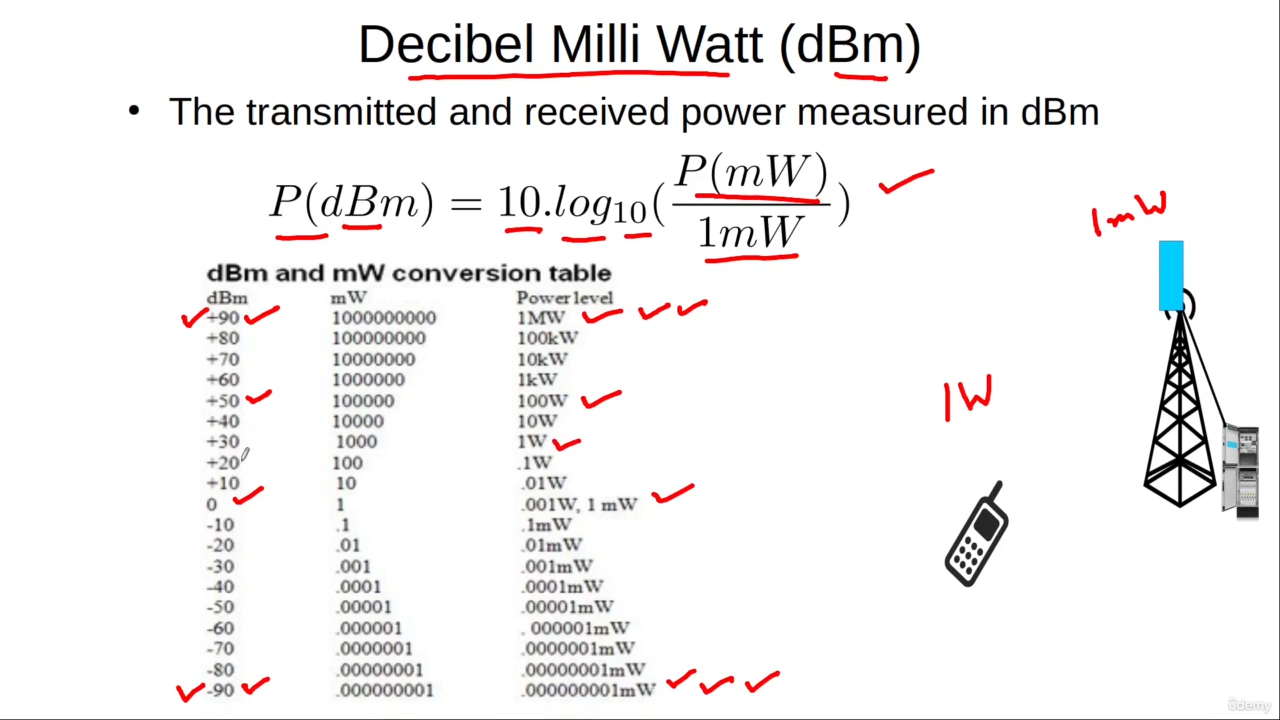 Decibel Milli Watt (dBm)
• The transmitted and received power measured in dBm
P(dBm) = 10.log10(P(mW)/1mW)
1mW
dBm and mW conversion table
dBm mW Power level
+90 1000000000 1MW
+80 100000000 100kW
+70 10000000 10kW
+60 1000000 1kW
+50 100000 100W
+40 10000 10W
+30 1000 1W
+20 100 .1W
+10 10 .01W
0 1 .001W, 1 mW
-10 .1 .1mW
-20 .01 .01mW
-30 .001 .001mW
-40 .0001 .0001mW
-50 .00001 .00001mW
-60 .000001 . 000001mW
-70 .0000001 .0000001mW
-80 .00000001 .00000001mW
-90 .000000001 .000000001mW
1W
ûdemy